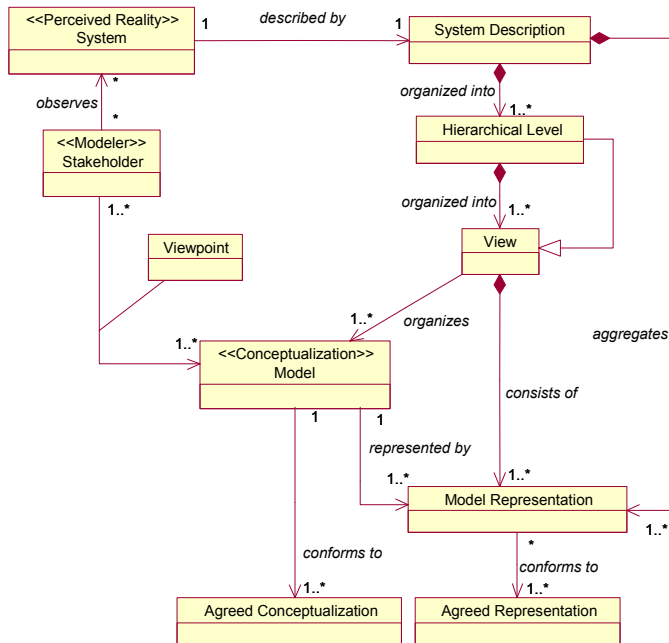 <<Perceived Reality>>
System
1
described by
1
System Description
organized into
1..*
*
observes
*
<<Modeler>>
Stakeholder
1..*
Hierarchical Level
organized into
1..*
Viewpoint
View
1..*
organizes
aggregates
1..*
<<Conceptualization>>
Model
1
1
consists of
represented by
1..*
1..*
Model Representation
1..*
*
conforms to
1..*
conforms to
1..*
Agreed Conceptualization
Agreed Representation